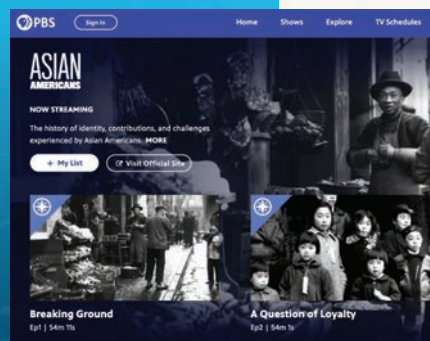 PBS
Sign In
Home Shows Explore TV Schedules
ASIAN
AMERICANS
NOW STREAMING
The history of identity, contributions, and challenges
experienced by Asian Americans. MORE
+ My List
Visit Official Site
Breaking Ground
Ep1 | 54m 11s
A Question of Loyalty
Ep2 | 54m 1s